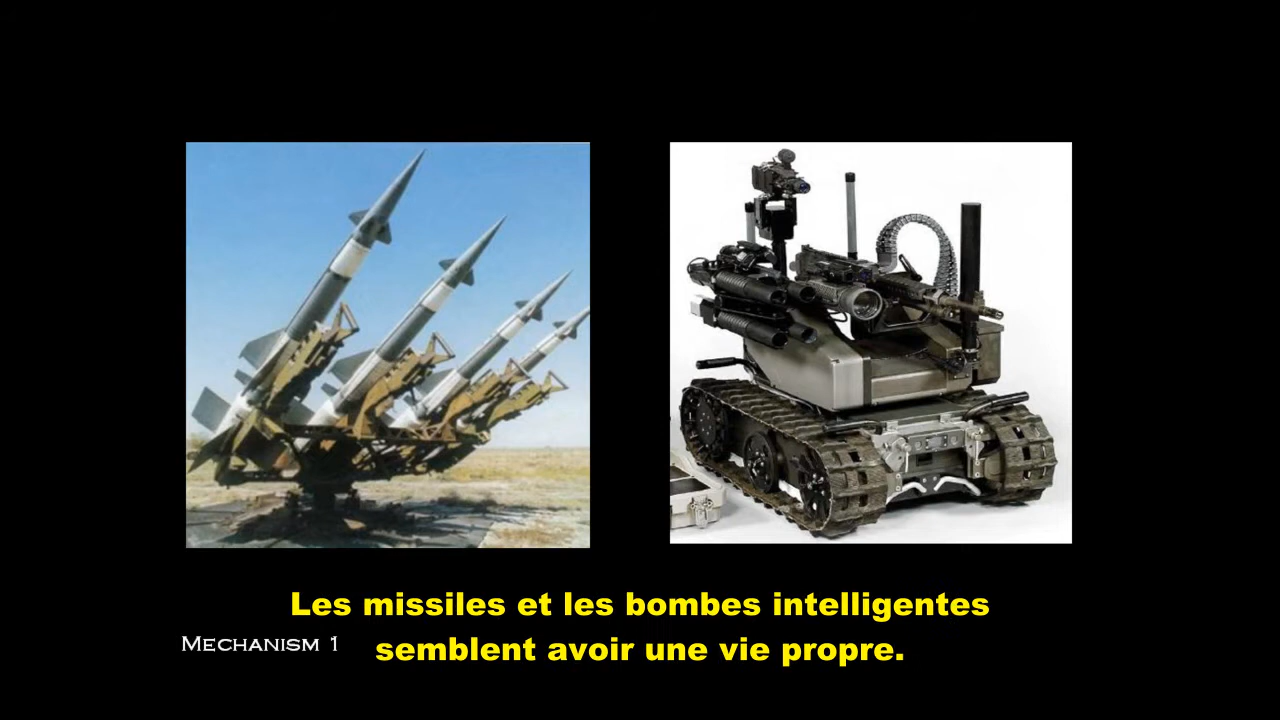 Les missiles et les bombes intelligentes
semblent avoir une vie propre.
Mechanism 1